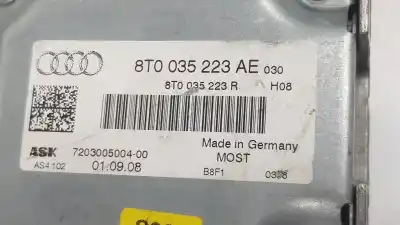 8T0 035 223 AE 030
8T0 035 223 R H08
Made in Germany
ASK 7203005004-00 MOST
AS4102 01.09.08 B8F1